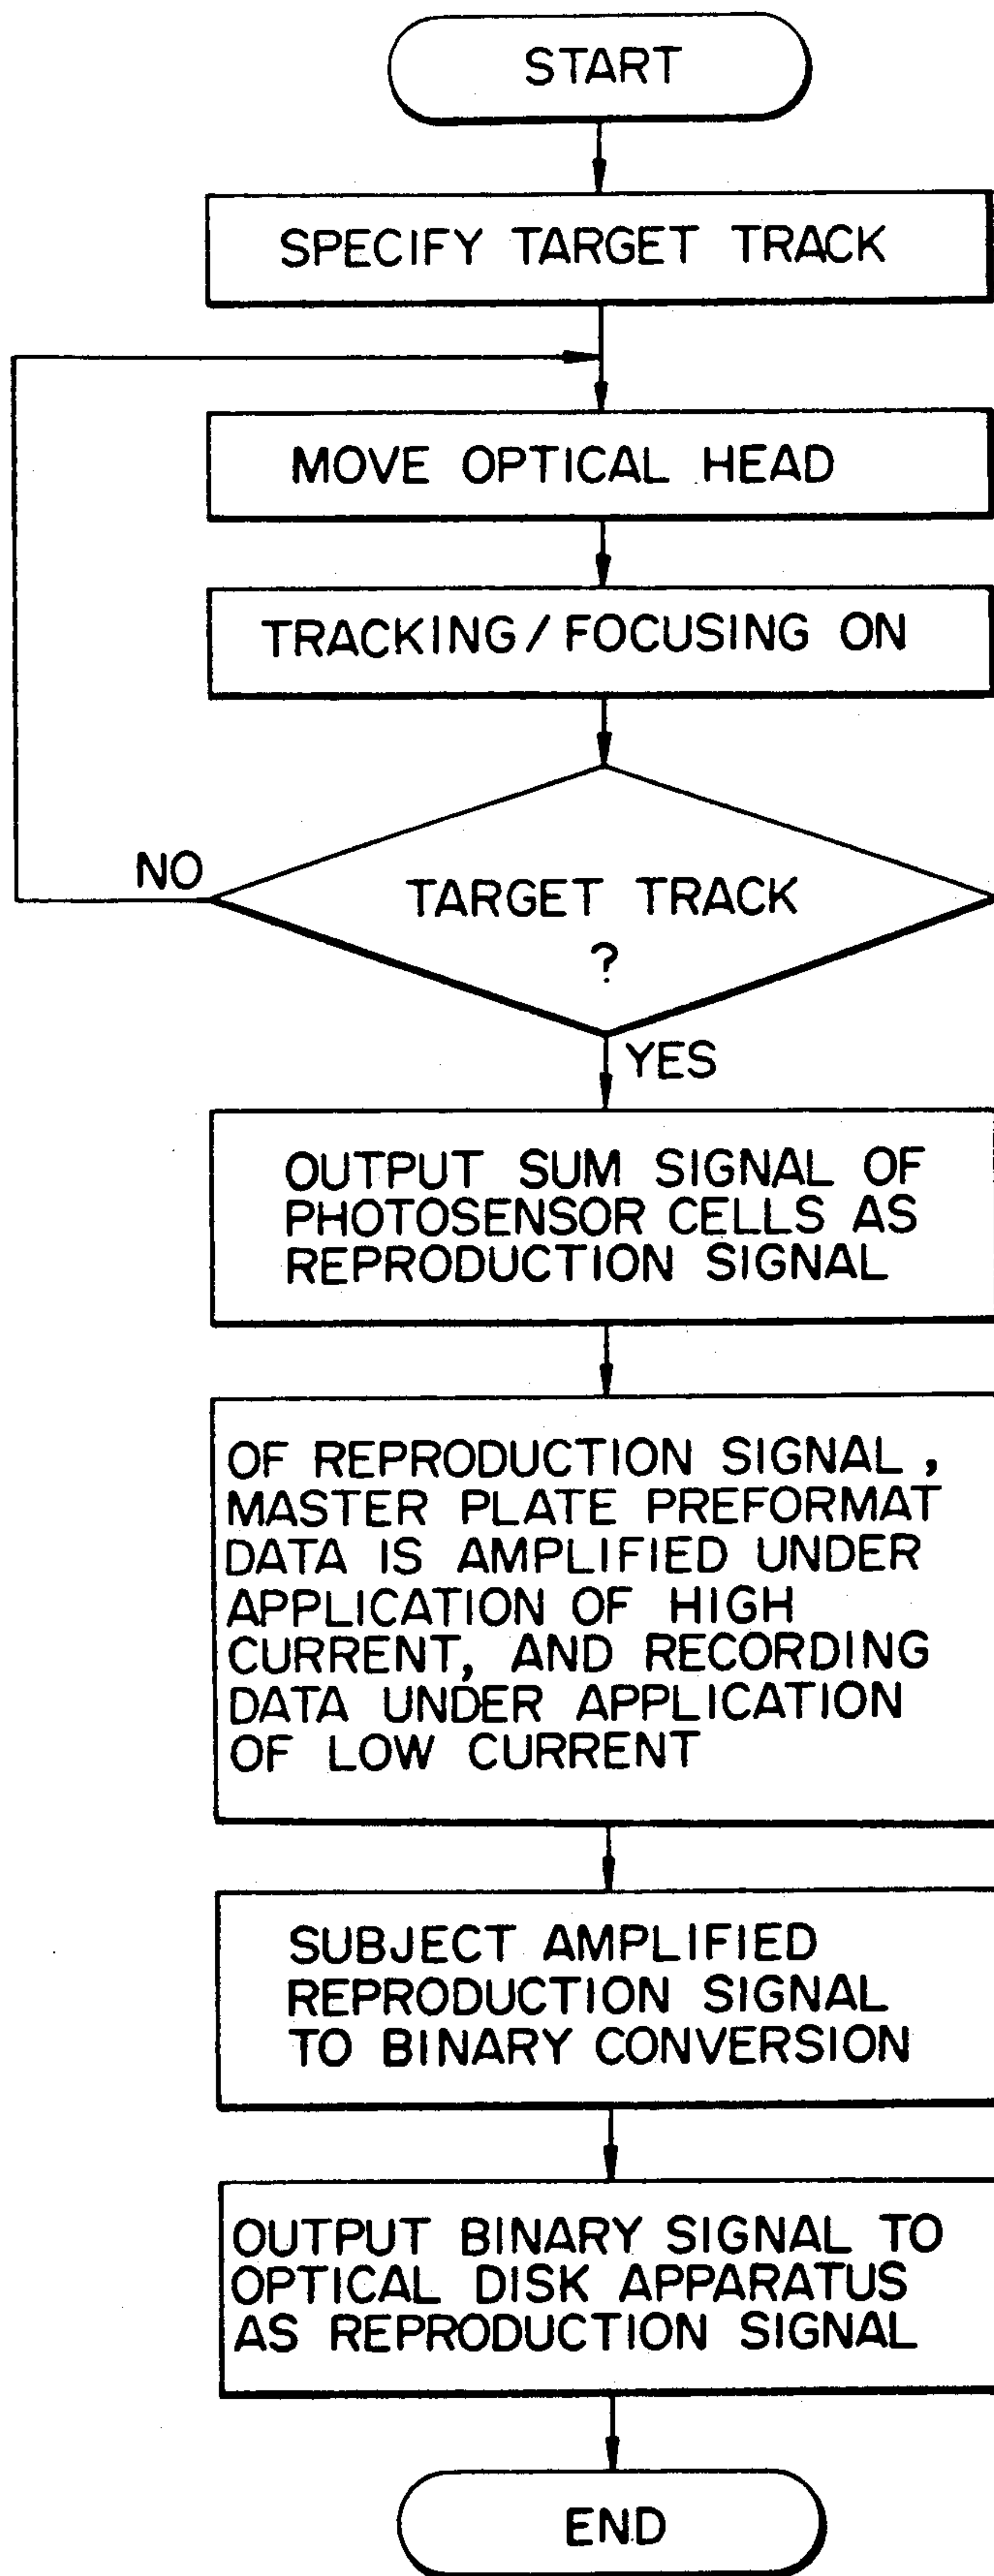 START
SPECIFY TARGET TRACK
MOVE OPTICAL HEAD
TRACKING/FOCUSING ON
NO
TARGET TRACK
?
YES
OUTPUT SUM SIGNAL OF
PHOTOSENSOR CELLS AS
REPRODUCTION SIGNAL
OF REPRODUCTION SIGNAL,
MASTER PLATE PREFORMAT
DATA IS AMPLIFIED UNDER
APPLICATION OF HIGH
CURRENT, AND RECORDING
DATA UNDER APPLICATION
OF LOW CURRENT
SUBJECT AMPLIFIED
REPRODUCTION SIGNAL
TO BINARY CONVERSION
OUTPUT BINARY SIGNAL TO
OPTICAL DISK APPARATUS
AS REPRODUCTION SIGNAL
END